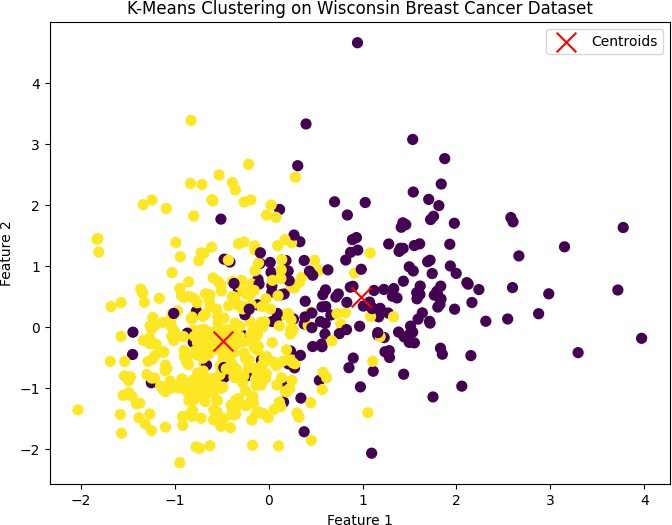 K-Means Clustering on Wisconsin Breast Cancer Dataset
Centroids
4
3
2
1
0
−1
−2
Feature 2
−2 −1 0 1 2 3 4
Feature 1